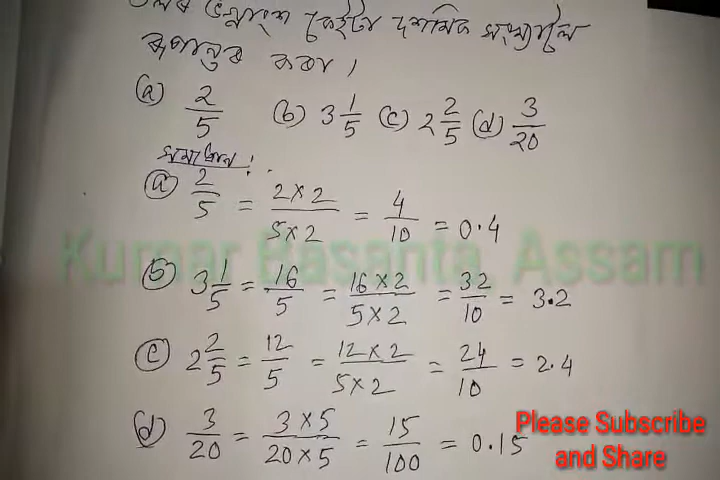 তলৰ ভগ্নাংশ কেইটা দশমিক সংখ্যালৈ
ৰূপান্তৰ কৰা।
(a) 2/5 (b) 3 1/5 (c) 2 2/5 (d) 3/20
সমাধান :
(a) 2/5 = 2×2/5×2 = 4/10 = 0.4
Kumar Basanta, Assam
(b) 3 1/5 = 16/5 = 16×2/5×2 = 32/10 = 3.2
(c) 2 2/5 = 12/5 = 12×2/5×2 = 24/10 = 2.4
(d) 3/20 = 3×5/20×5 = 15/100 = 0.15
Please Subscribe
and Share